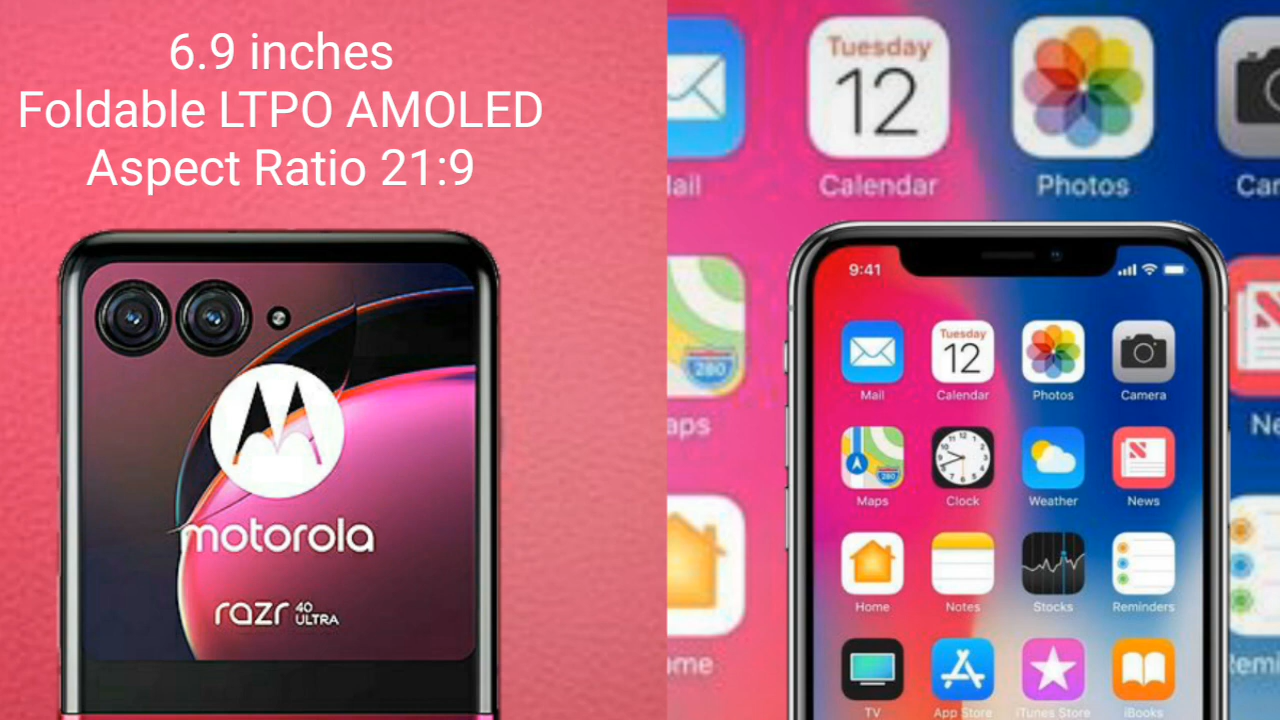 6.9 inches
Foldable LTPO AMOLED
Aspect Ratio 21:9
motorola
razr 40 ULTRA
Tuesday
12
Calendar
Photos
9:41
Tuesday
12
Mail
Calendar
Photos
Camera
280
280
Maps
Clock
Weather
News
Home
Notes
Stocks
Reminders
TV
App Store
iTunes Store
iBooks